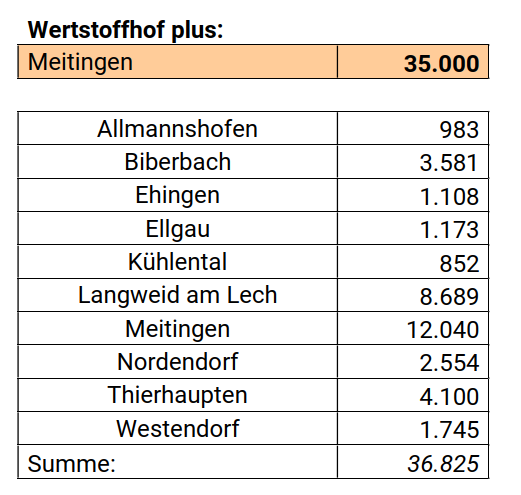 Wertstoffhof plus:
Meitingen 35.000
Allmannshofen 983
Biberbach 3.581
Ehingen 1.108
Ellgau 1.173
Kühlental 852
Langweid am Lech 8.689
Meitingen 12.040
Nordendorf 2.554
Thierhaupten 4.100
Westendorf 1.745
Summe: 36.825